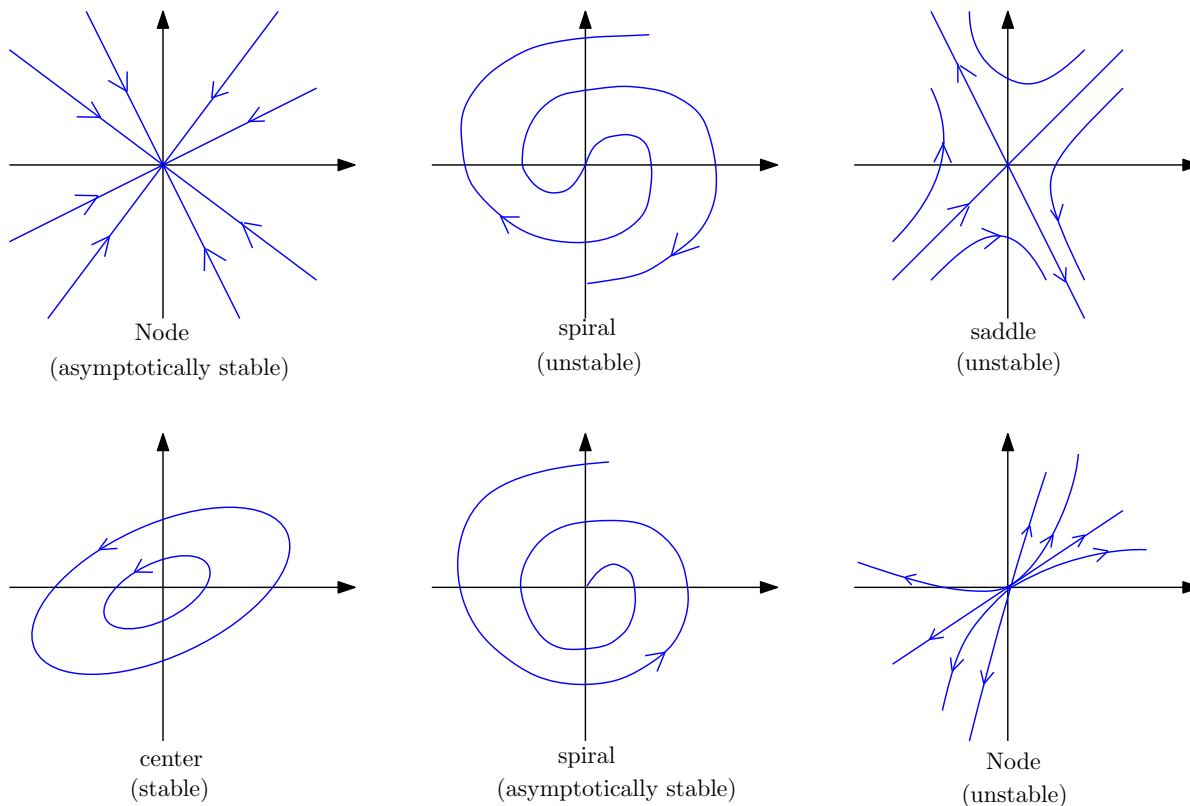 Node
(asymptotically stable)
spiral
(unstable)
saddle
(unstable)
center
(stable)
spiral
(asymptotically stable)
Node
(unstable)